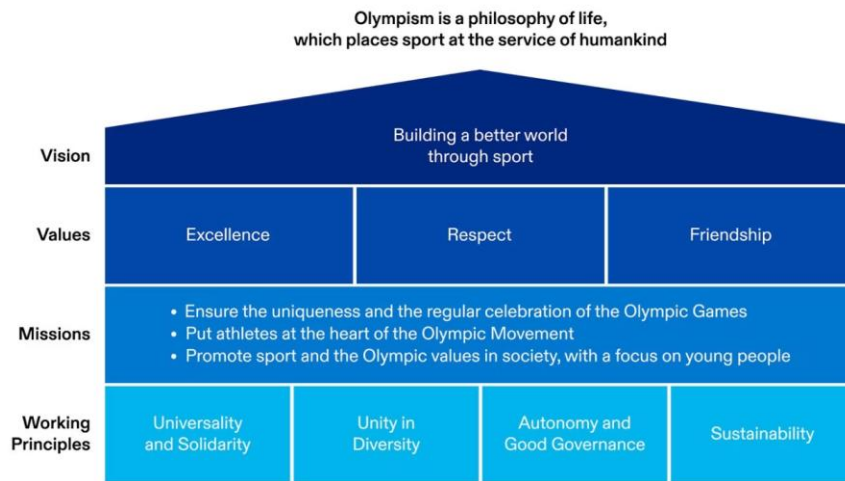 Olympism is a philosophy of life,
which places sport at the service of humankind
Vision
Building a better world
through sport
Values
Excellence
Respect
Friendship
Missions
• Ensure the uniqueness and the regular celebration of the Olympic Games
• Put athletes at the heart of the Olympic Movement
• Promote sport and the Olympic values in society, with a focus on young people
Working
Principles
Universality
and Solidarity
Unity in
Diversity
Autonomy and
Good Governance
Sustainability